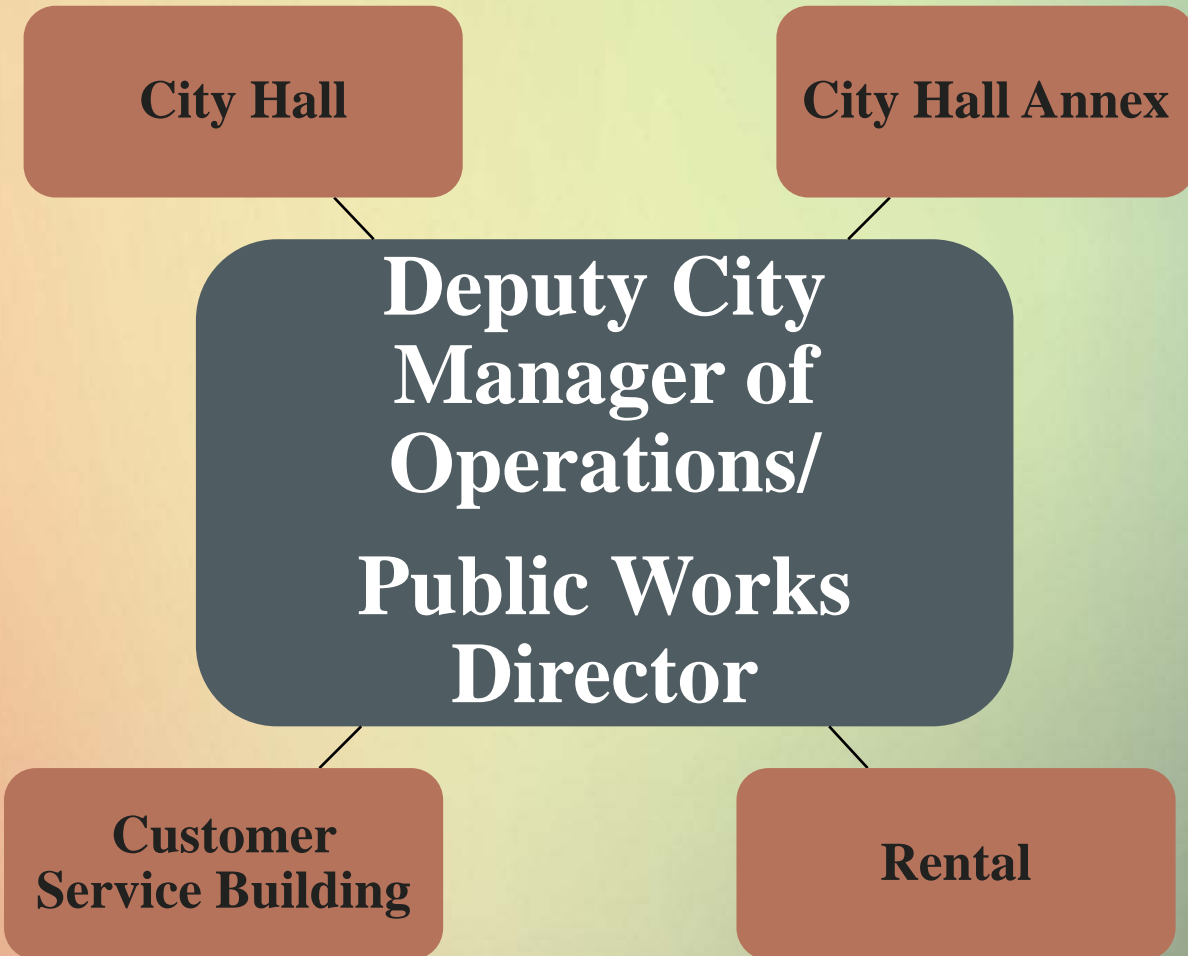 City Hall
City Hall Annex
Deputy City
Manager of
Operations/
Public Works
Director
Customer
Service Building
Rental